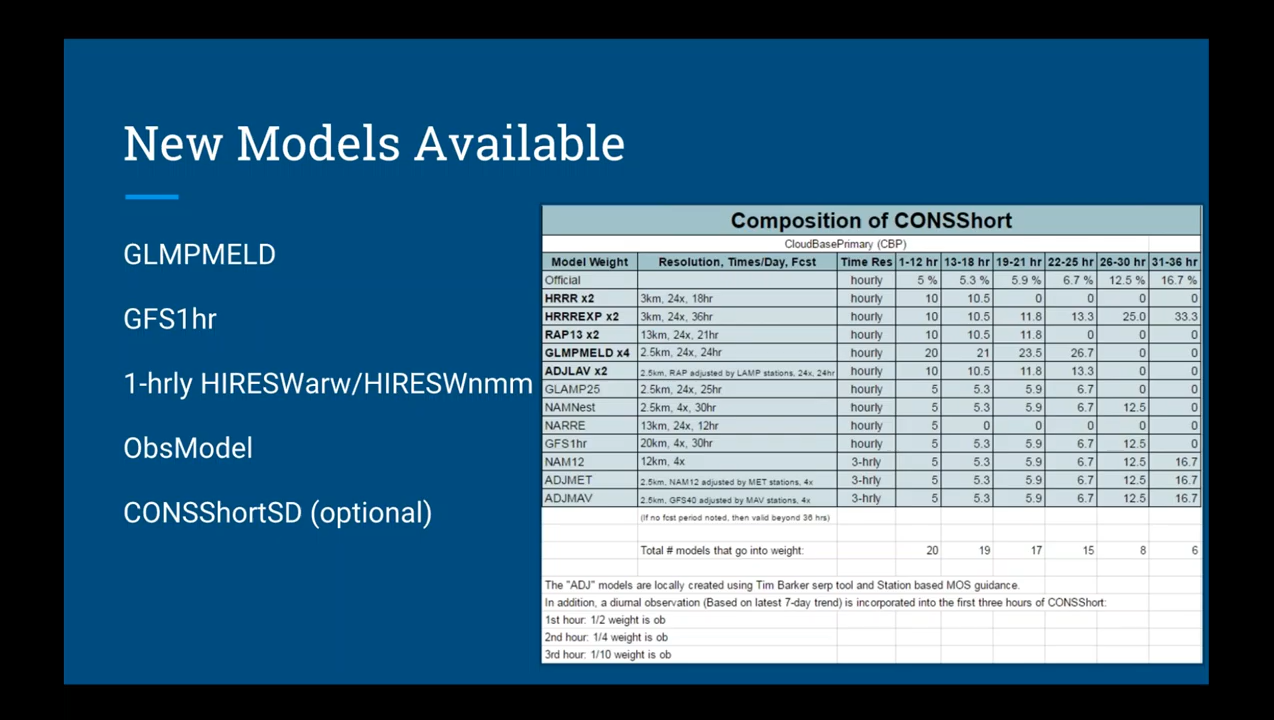 New Models Available
GLMPMELD
GFS1hr
1-hrly HIRESWarw/HIRESWnmm
ObsModel
CONSShortSD (optional)
Composition of CONSShort
CloudBasePrimary (CBP)
Model Weight Resolution, Times/Day, Fcst Time Res 1-12 hr 13-18 hr 19-21 hr 22-25 hr 26-30 hr 31-36 hr
Official hourly 5 % 5.3 % 5.9 % 6.7 % 12.5 % 16.7 %
HRRR x2 3km, 24x, 18hr hourly 10 10.5 0 0 0 0
HRRREXP x2 3km, 24x, 36hr hourly 10 10.5 11.8 13.3 25.0 33.3
RAP13 x2 13km, 24x, 21hr hourly 10 10.5 11.8 0 0 0
GLMPMELD x4 2.5km, 24x, 24hr hourly 20 21 23.5 26.7 0 0
ADJLAV x2 2.5km, RAP adjusted by LAMP stations, 24x, 24hr hourly 10 10.5 11.8 13.3 0 0
GLAMP25 2.5km, 24x, 25hr hourly 5 5.3 5.9 6.7 0 0
NAMNest 2.5km, 4x, 30hr hourly 5 5.3 5.9 6.7 12.5 0
NARRE 13km, 24x, 12hr hourly 5 0 0 0 0 0
GFS1hr 20km, 4x, 30hr hourly 5 5.3 5.9 6.7 12.5 0
NAM12 12km, 4x 3-hrly 5 5.3 5.9 6.7 12.5 16.7
ADJMET 2.5km, NAM12 adjusted by MET stations, 4x 3-hrly 5 5.3 5.9 6.7 12.5 16.7
ADJMAV 2.5km, GFS40 adjusted by MAV stations, 4x 3-hrly 5 5.3 5.9 6.7 12.5 16.7
(If no fcst period noted, then valid beyond 36 hrs)
Total # models that go into weight: 20 19 17 15 8 6
The "ADJ" models are locally created using Tim Barker serp tool and Station based MOS guidance.
In addition, a diurnal observation (Based on latest 7-day trend) is incorporated into the first three hours of CONSShort:
1st hour: 1/2 weight is ob
2nd hour: 1/4 weight is ob
3rd hour: 1/10 weight is ob